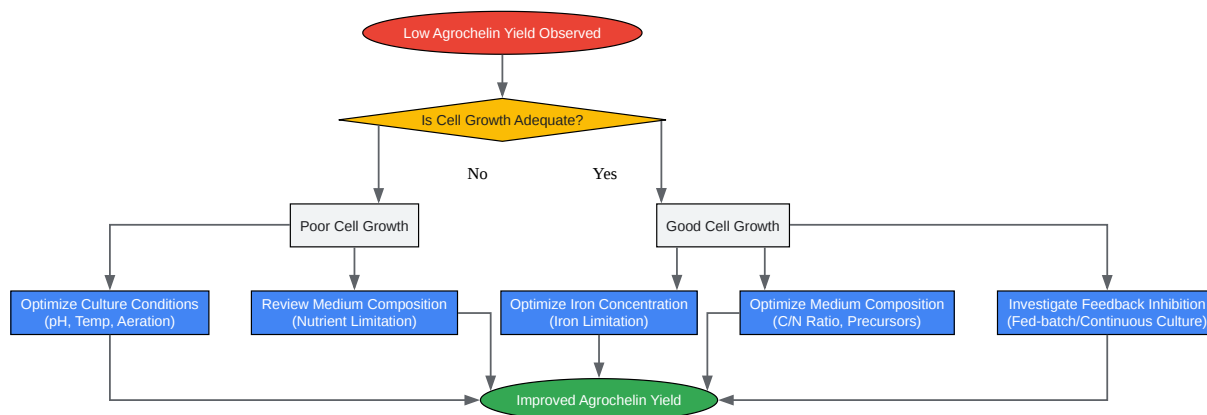 Low Agrochelin Yield Observed
Is Cell Growth Adequate?
No
Yes
Poor Cell Growth
Good Cell Growth
Optimize Culture Conditions
(pH, Temp, Aeration)
Review Medium Composition
(Nutrient Limitation)
Optimize Iron Concentration
(Iron Limitation)
Optimize Medium Composition
(C/N Ratio, Precursors)
Investigate Feedback Inhibition
(Fed-batch/Continuous Culture)
Improved Agrochelin Yield